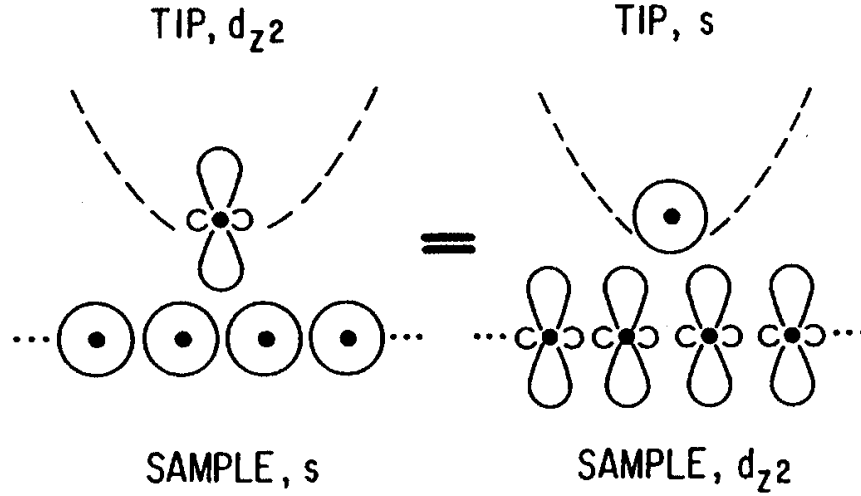 TIP, dz2
TIP, s
=
SAMPLE, s
SAMPLE, dz2